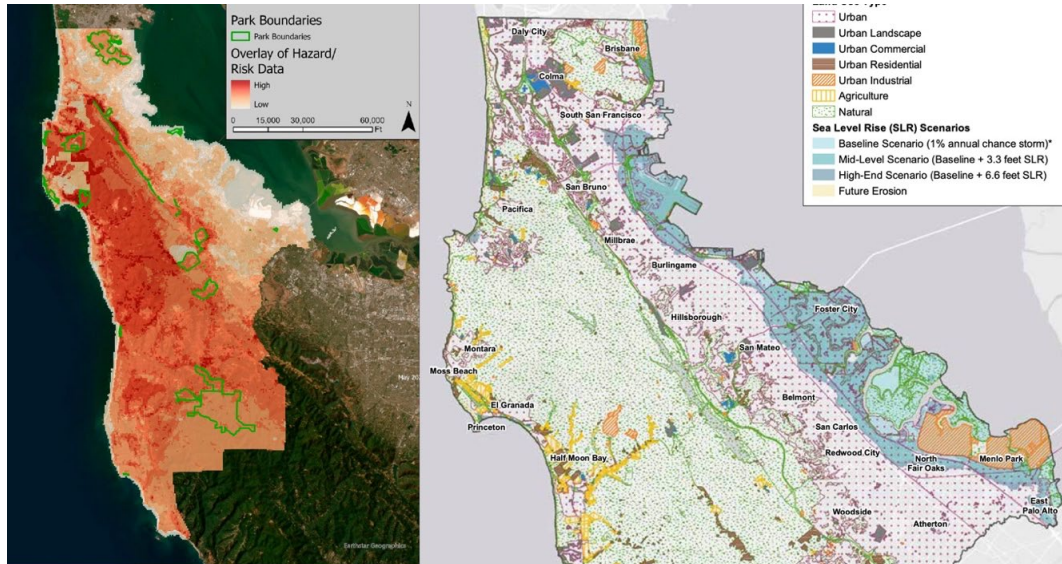 Park Boundaries
Park Boundaries
Overlay of Hazard/
Risk Data
High
Low
N
0 15,000 30,000 60,000
Ft
May 20
Earthstar Geographics
Land Use Type
Urban
Urban Landscape
Urban Commercial
Urban Residential
Urban Industrial
Agriculture
Natural
Sea Level Rise (SLR) Scenarios
Baseline Scenario (1% annual chance storm)*
Mid-Level Scenario (Baseline + 3.3 feet SLR)
High-End Scenario (Baseline + 6.6 feet SLR)
Future Erosion
Daly City
Brisbane
Colma
South San Francisco
San Bruno
Pacifica
Millbrae
Burlingame
Foster City
Hillsborough
San Mateo
Montara
Moss Beach
Belmont
El Granada
San Carlos
Princeton
Redwood City
Half Moon Bay
North
Fair Oaks
Menlo Park
East
Palo Alto
Woodside
Atherton